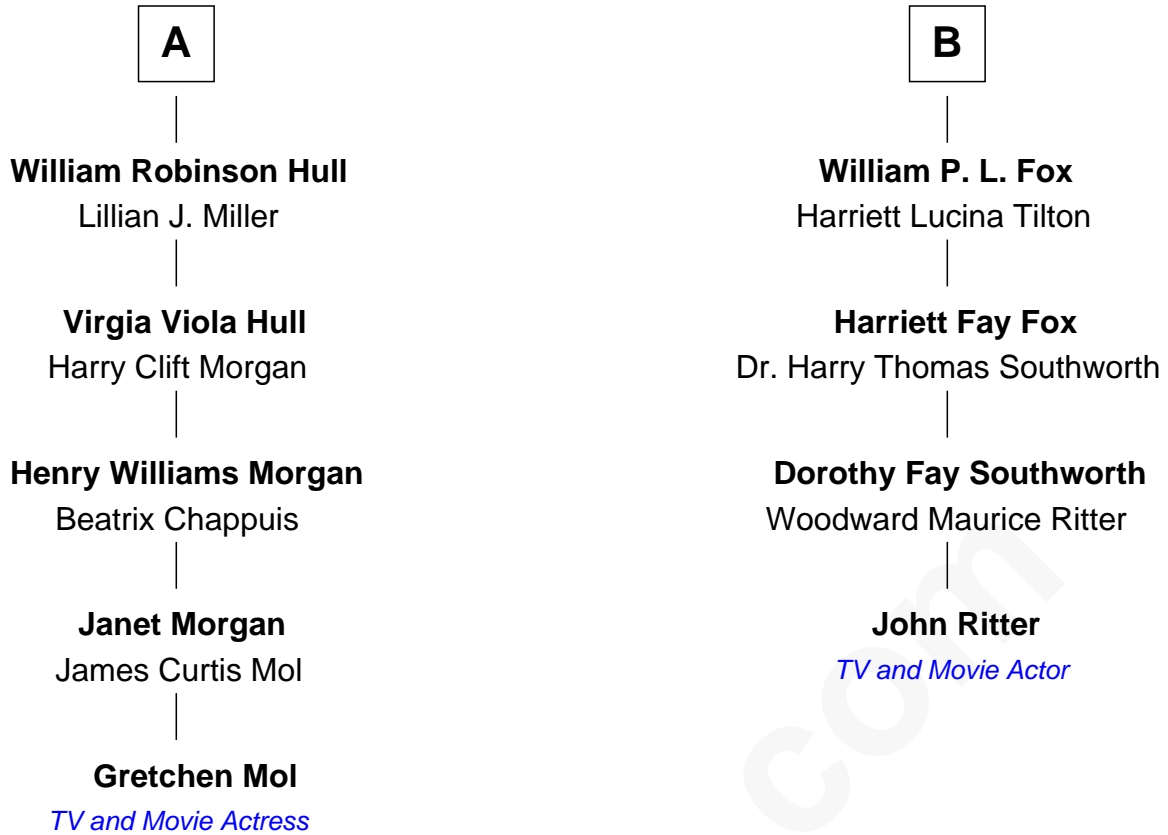 A
William Robinson Hull
Lillian J. Miller
Virgia Viola Hull
Harry Clift Morgan
Henry Williams Morgan
Beatrix Chappuis
Janet Morgan
James Curtis Mol
Gretchen Mol
TV and Movie Actress
B
William P. L. Fox
Harriett Lucina Tilton
Harriett Fay Fox
Dr. Harry Thomas Southworth
Dorothy Fay Southworth
Woodward Maurice Ritter
John Ritter
TV and Movie Actor
com